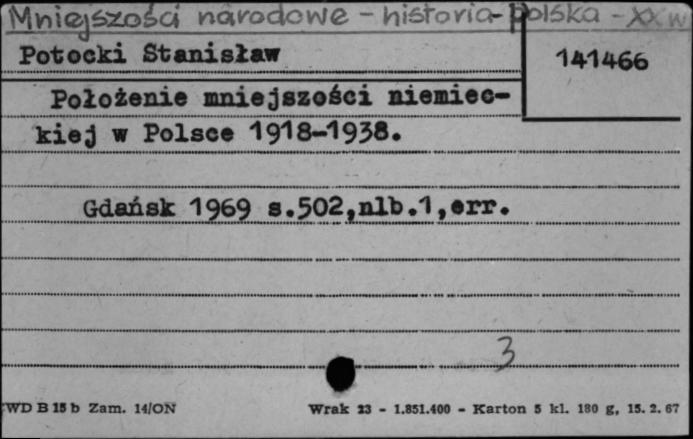 Mniejszości narodowe - historia - polska - XX w
Potocki Stanisław
141466
Położenie mniejszości niemiec-
kiej w Polsce 1918-1938.
Gdańsk 1969 s.502,nlb.1,err.
3
WD B 15 b Zam. 14/ON Wrak 23 - 1.851.400 - Karton 5 kl. 180 g, 15. 2. 67